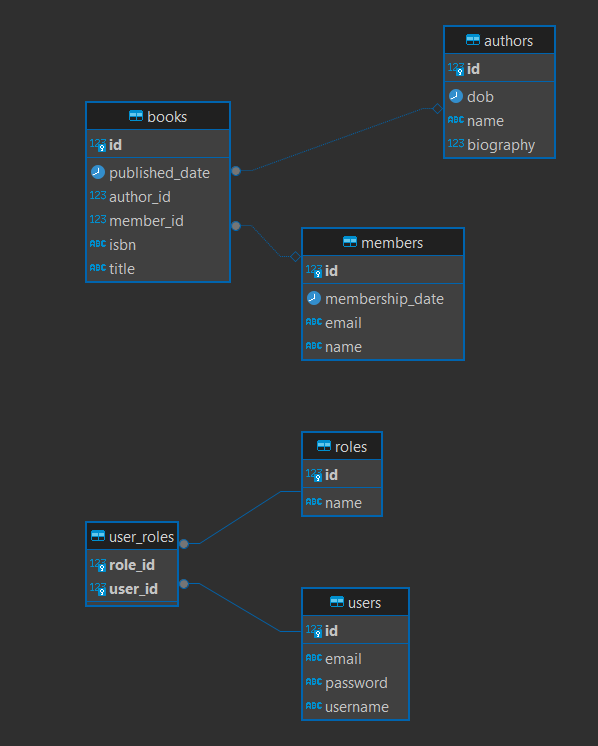 authors
123 id
dob
ABC name
123 biography
books
123 id
published_date
123 author_id
123 member_id
ABC isbn
ABC title
members
123 id
membership_date
ABC email
ABC name
roles
123 id
ABC name
user_roles
123 role_id
123 user_id
users
123 id
ABC email
ABC password
ABC username